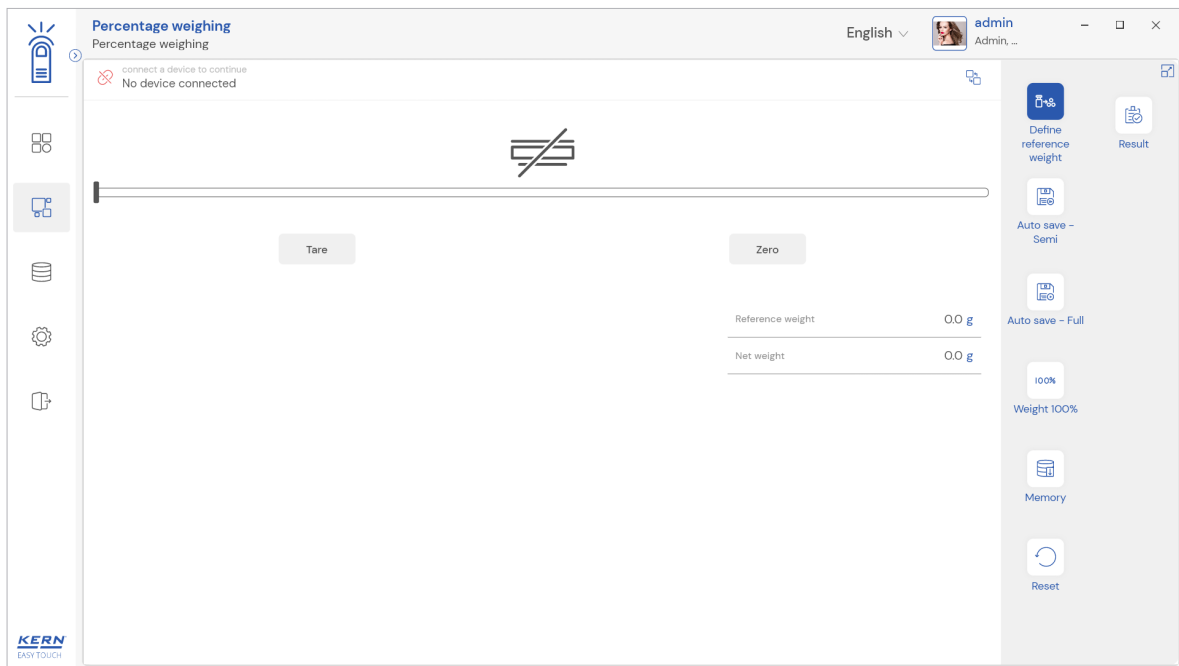 Percentage weighing
Percentage weighing
English
admin
Admin, ...
connect a device to continue
No device connected
Define
reference
weight
Result
Auto save -
Semi
Tare
Zero
Reference weight
0.0 g
Auto save - Full
Net weight
0.0 g
100%
Weight 100%
Memory
Reset
KERN
EASY TOUCH